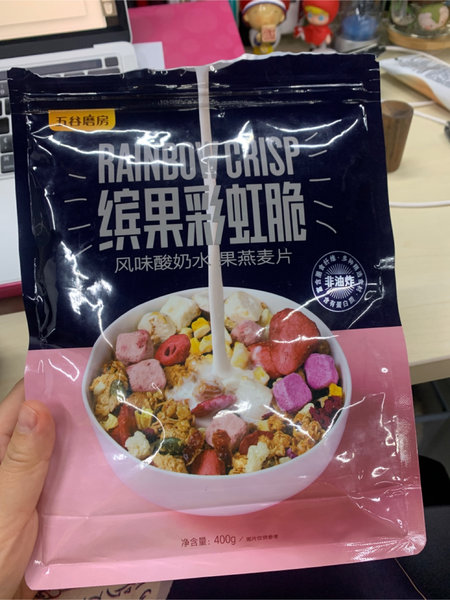 五谷磨房
RAINBOW CRISP
缤果彩虹脆
风味酸奶水果燕麦片
非油炸
净含量: 400g